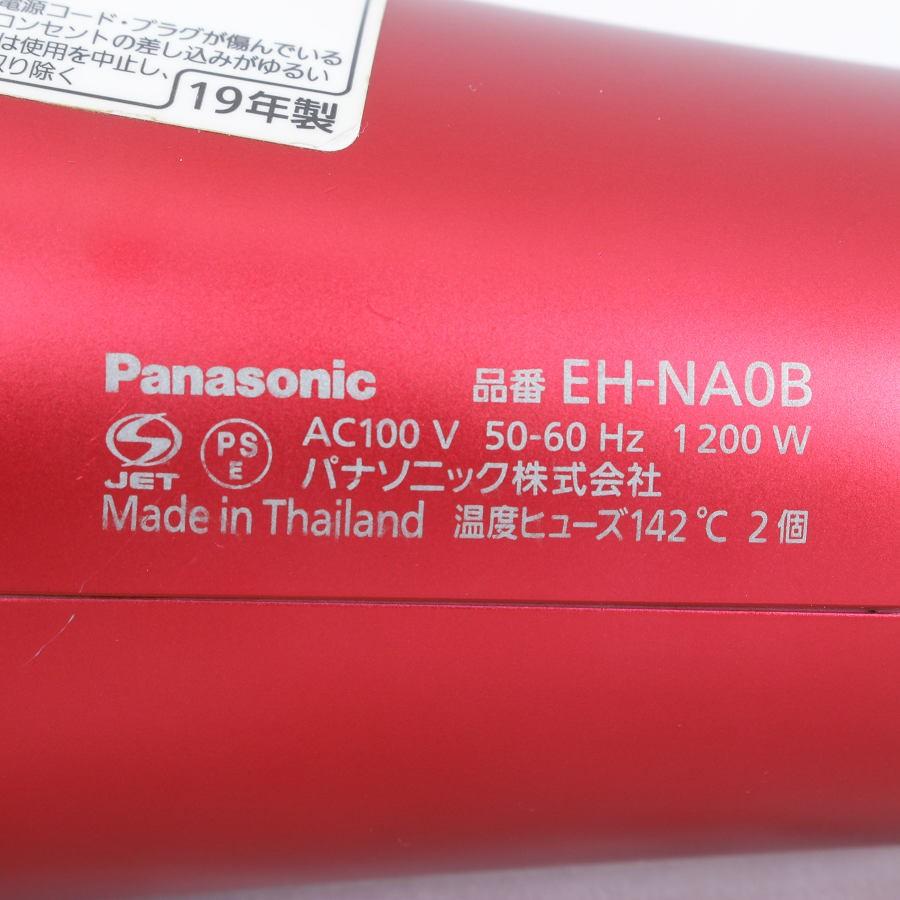 電源コード・プラグが傷んでいる
コンセントの差し込みがゆるい
は使用を中止し、
り除く
19年製
Panasonic 品番 EH-NA0B
JET PS E AC100 V 50-60 Hz 1200 W
パナソニック株式会社
Made in Thailand 温度ヒューズ142℃ 2個